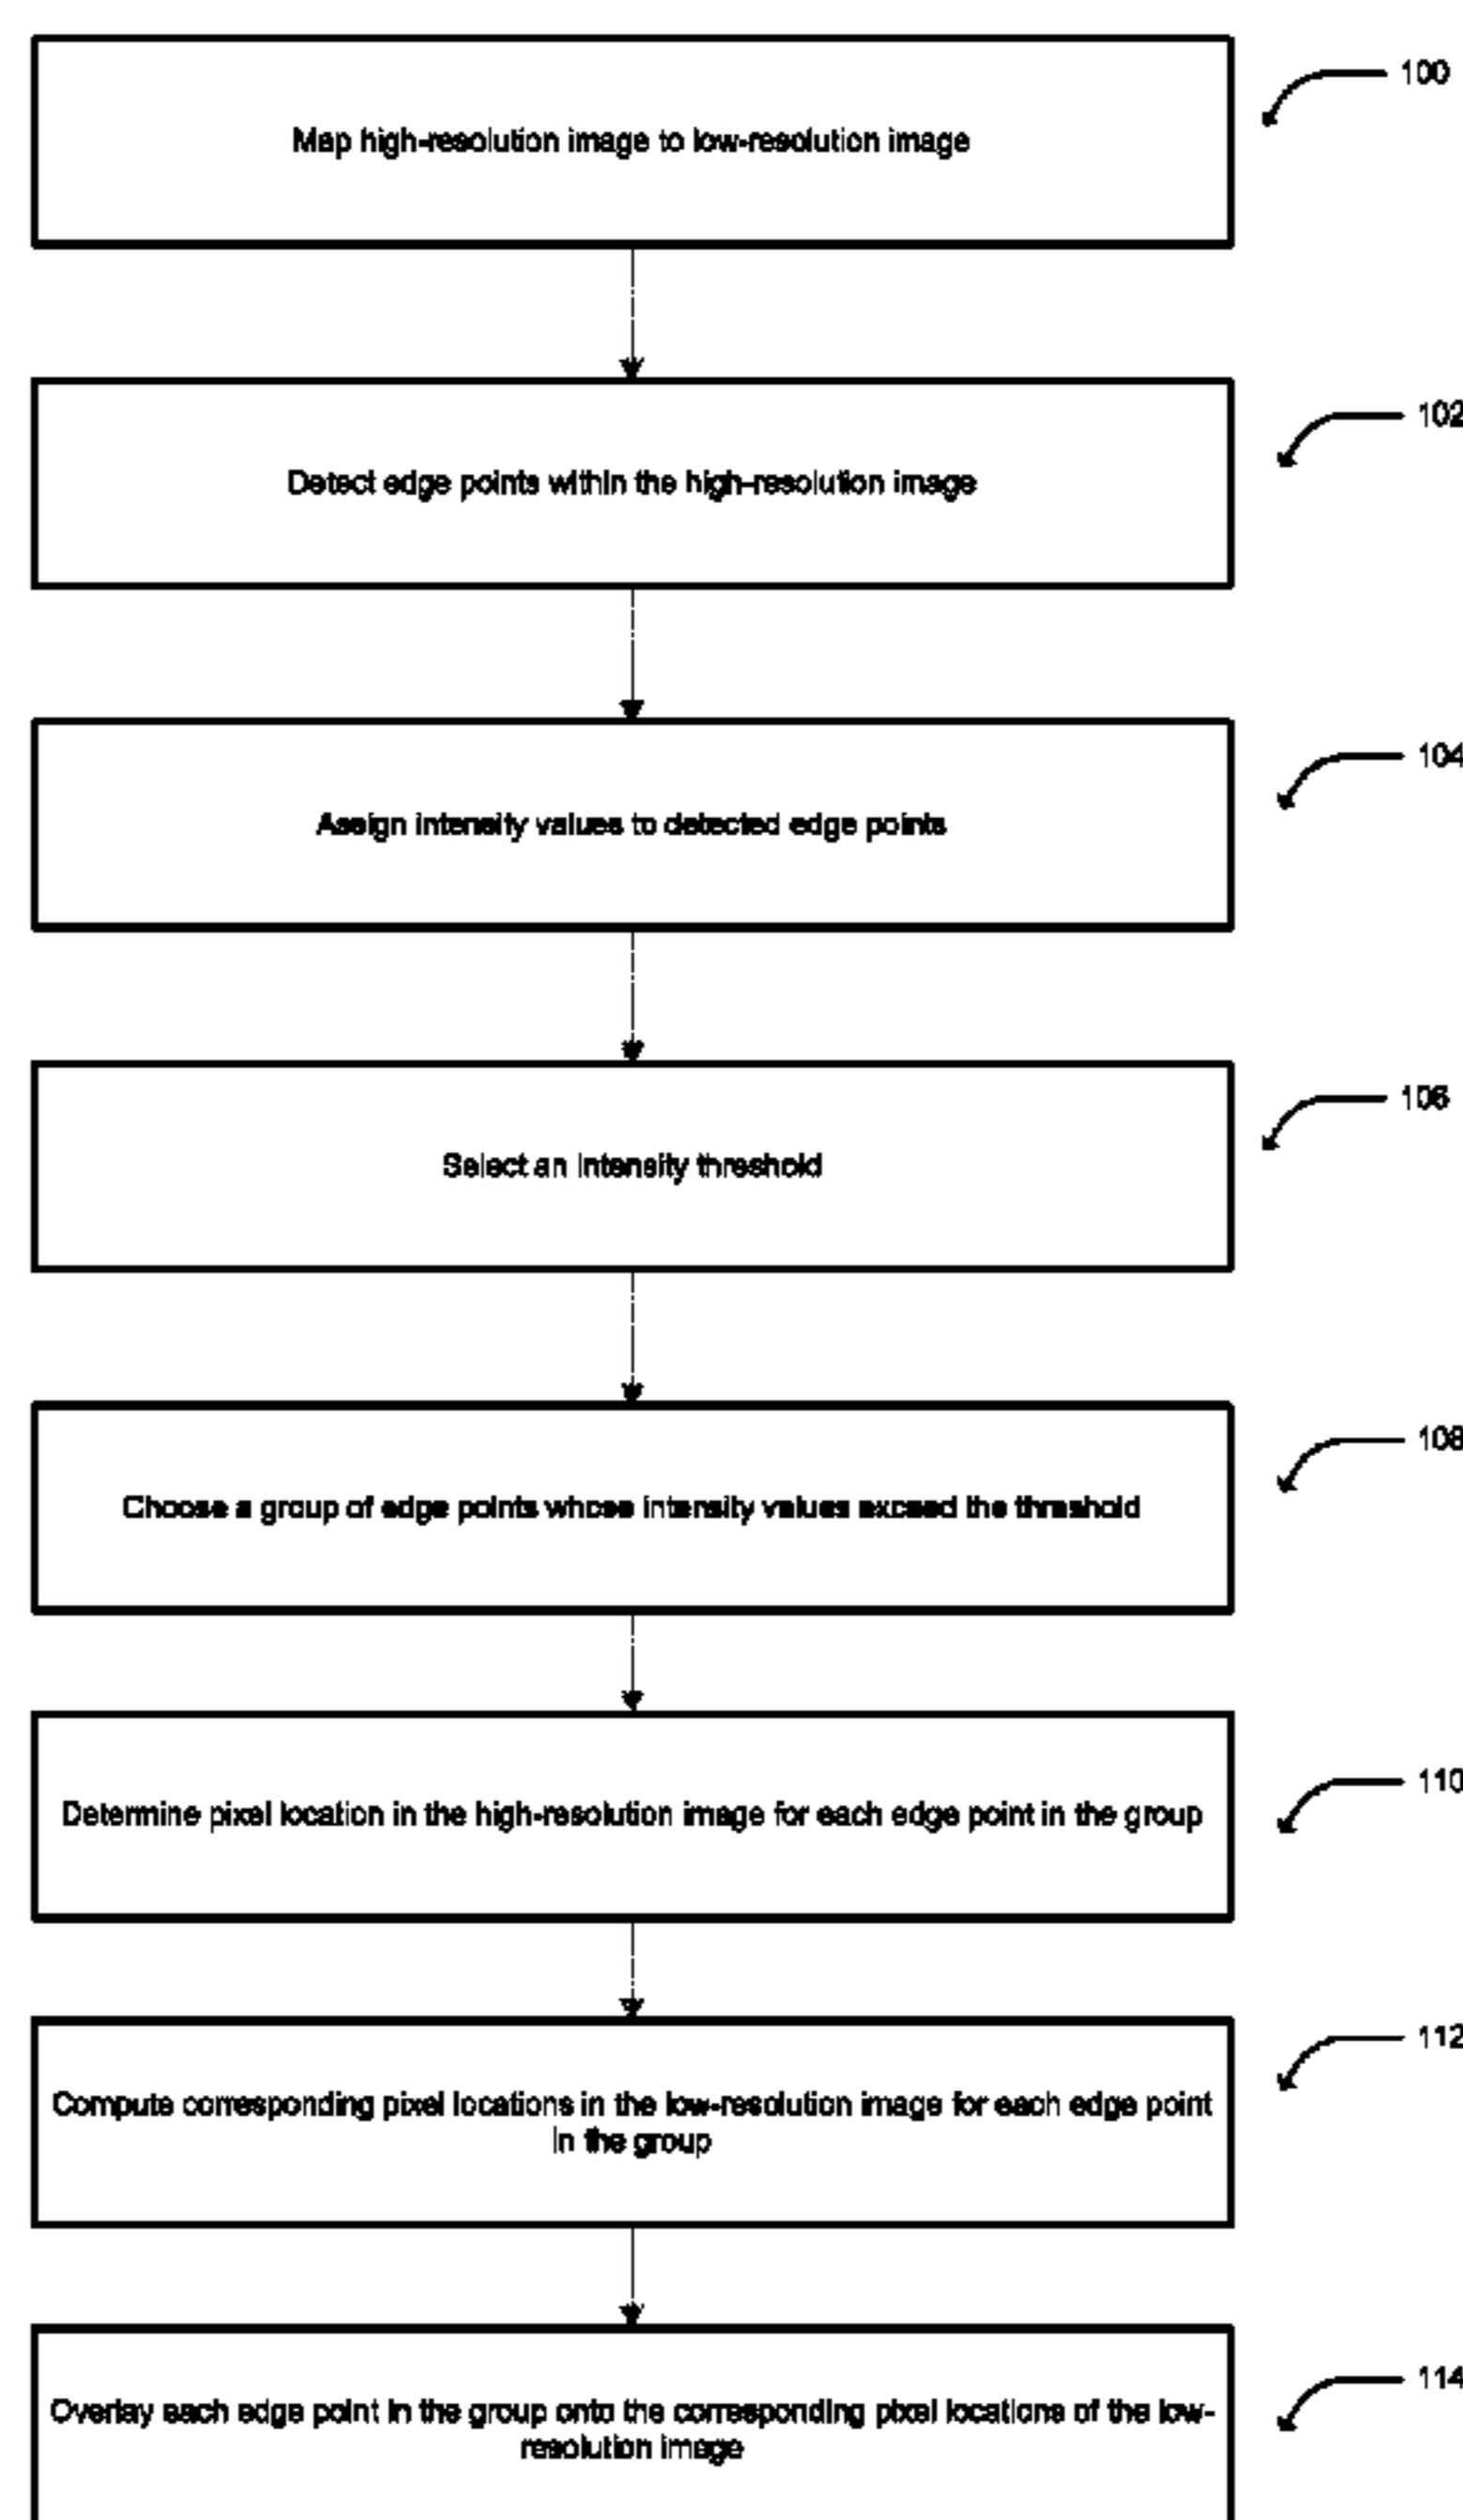 100
Map high-resolution image to low-resolution image
102
Detect edge points within the high-resolution image
104
Assign intensity values to detected edge points
106
Select an intensity threshold
108
Choose a group of edge points whose intensity values exceed the threshold
110
Determine pixel location in the high-resolution image for each edge point in the group
112
Compute corresponding pixel locations in the low-resolution image for each edge point
in the group
114
Overlay each edge point in the group onto the corresponding pixel locations of the low-
resolution image